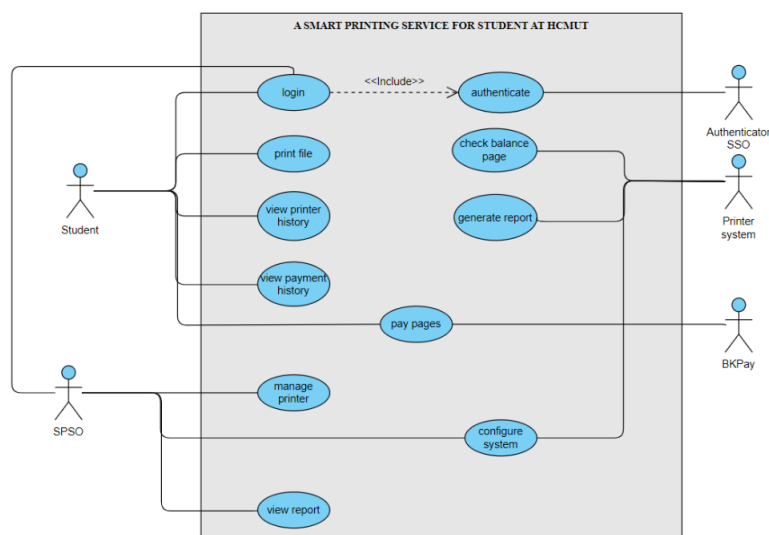 A SMART PRINTING SERVICE FOR STUDENT AT HCMUT
<<Include>>
login
authenticate
Authenticator
SSO
print file
check balance
page
Student
view printer
history
generate report
Printer
system
view payment
history
pay pages
BKPay
SPSO
manage
printer
configure
system
view report